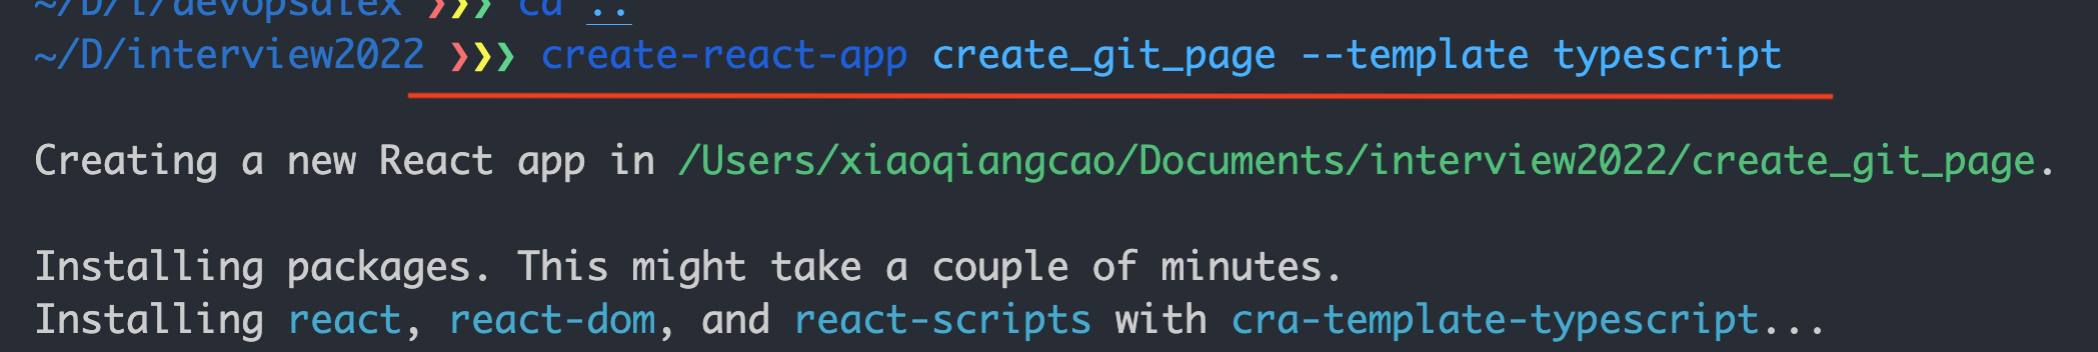 ~/D/i/devopsalex ❯❯❯ cd ..
~/D/interview2022 ❯❯❯ create-react-app create_git_page --template typescript
Creating a new React app in /Users/xiaoqiangcao/Documents/interview2022/create_git_page.
Installing packages. This might take a couple of minutes.
Installing react, react-dom, and react-scripts with cra-template-typescript...